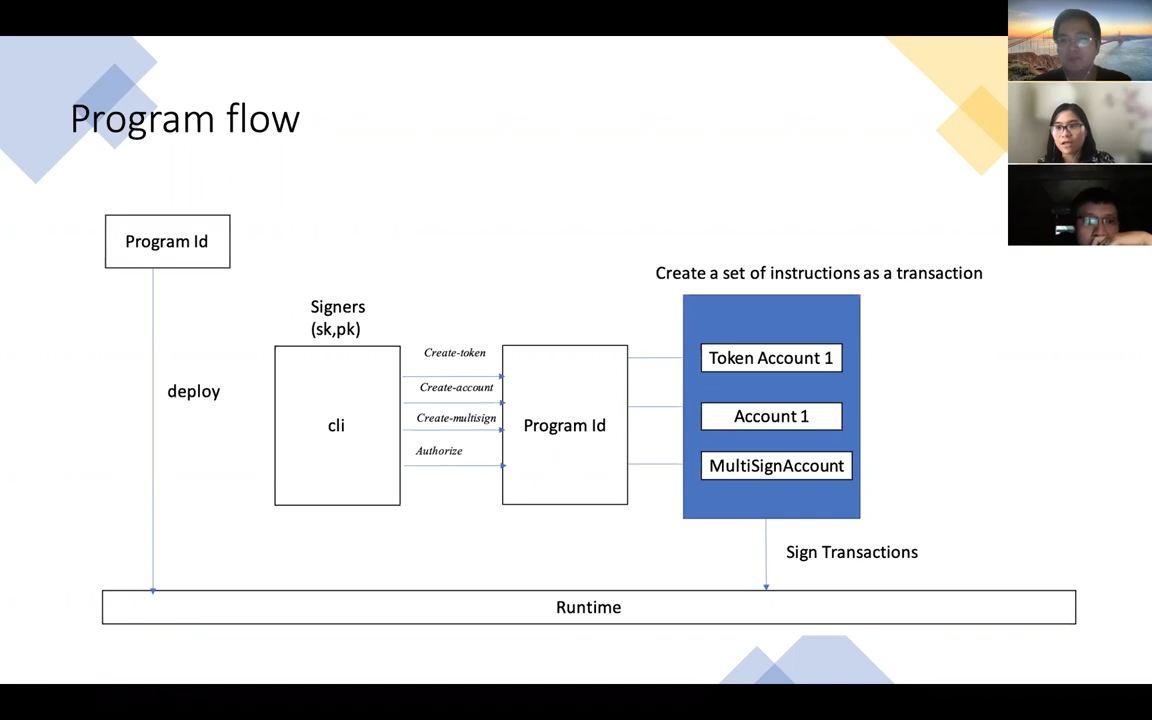 Program flow
Program Id
Create a set of instructions as a transaction
Signers
(sk,pk)
Create-token
Token Account 1
Create-account
deploy
Create-multisign
Account 1
cli
Program Id
Authorize
MultiSignAccount
Sign Transactions
Runtime